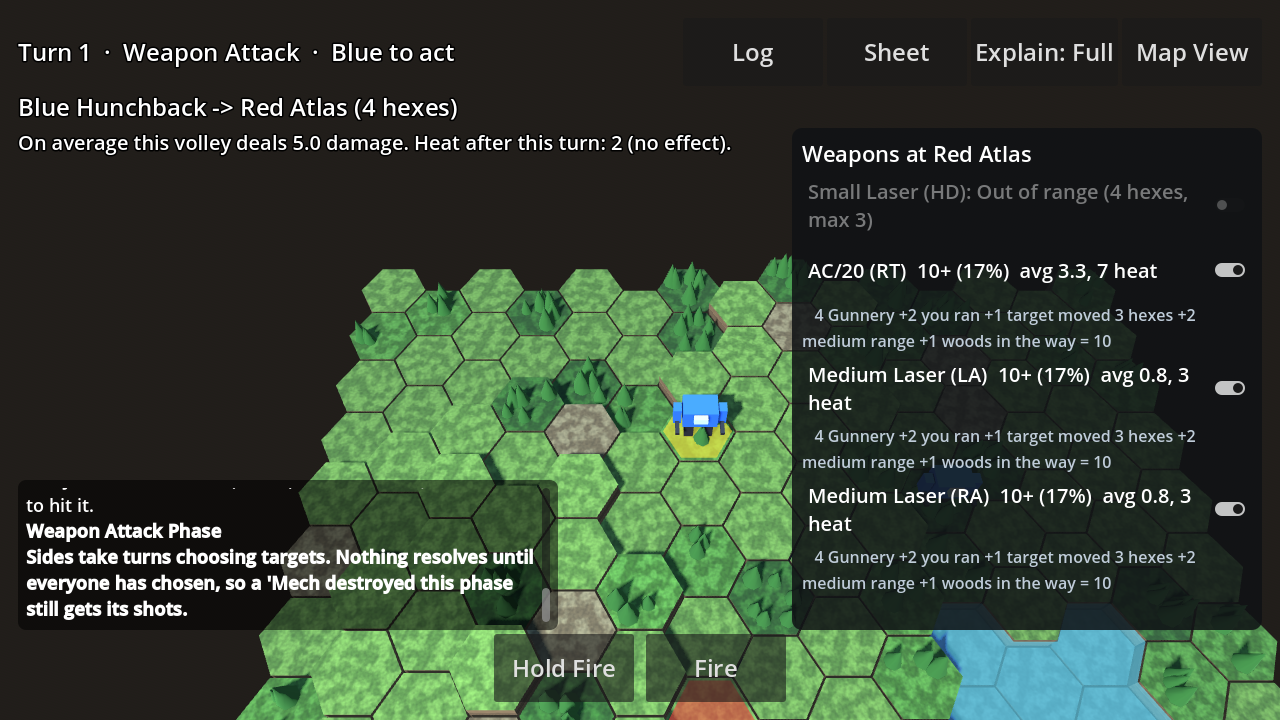 Turn 1 · Weapon Attack · Blue to act
Log
Sheet
Explain: Full
Map View
Blue Hunchback -> Red Atlas (4 hexes)
On average this volley deals 5.0 damage. Heat after this turn: 2 (no effect).
Weapons at Red Atlas
Small Laser (HD): Out of range (4 hexes,
max 3)
AC/20 (RT) 10+ (17%) avg 3.3, 7 heat
4 Gunnery +2 you ran +1 target moved 3 hexes +2
medium range +1 woods in the way = 10
Medium Laser (LA) 10+ (17%) avg 0.8, 3
heat
4 Gunnery +2 you ran +1 target moved 3 hexes +2
medium range +1 woods in the way = 10
Medium Laser (RA) 10+ (17%) avg 0.8, 3
heat
4 Gunnery +2 you ran +1 target moved 3 hexes +2
medium range +1 woods in the way = 10
to hit it.
Weapon Attack Phase
Sides take turns choosing targets. Nothing resolves until
everyone has chosen, so a 'Mech destroyed this phase
still gets its shots.
Hold Fire
Fire